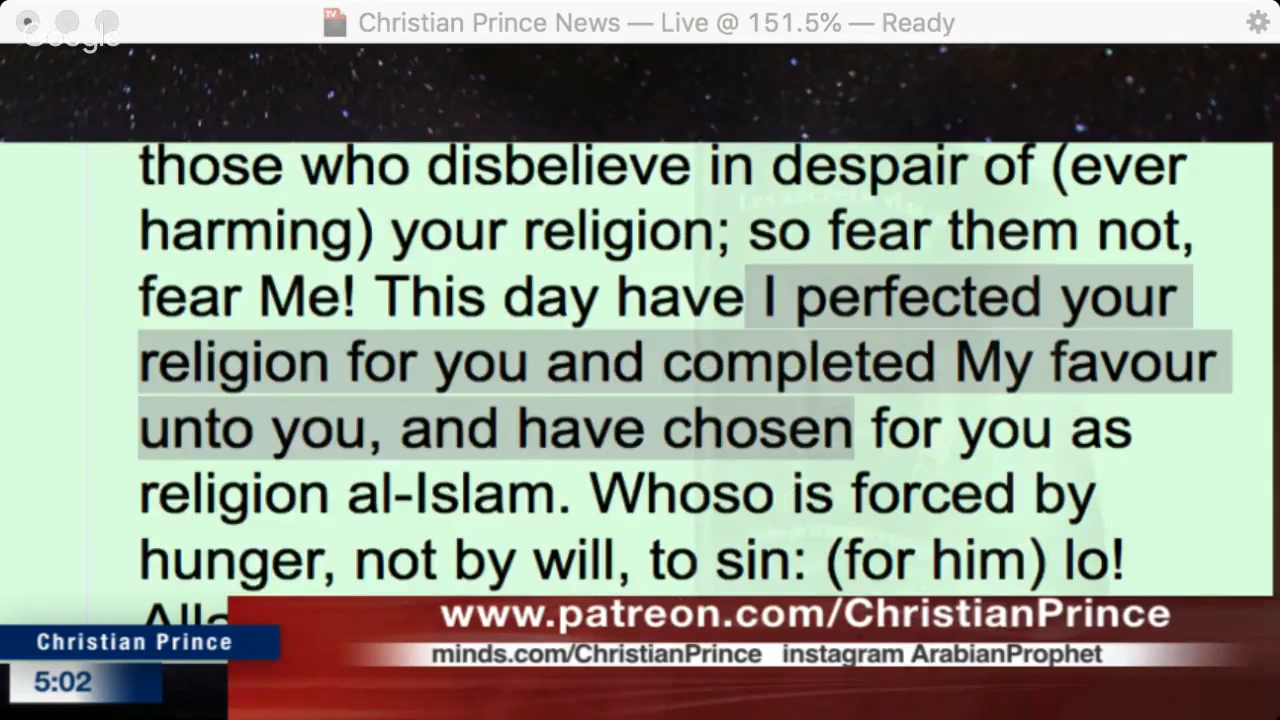 Christian Prince News — Live @ 151.5% — Ready
Google
those who disbelieve in despair of (ever
harming) your religion; so fear them not,
fear Me! This day have I perfected your
religion for you and completed My favour
unto you, and have chosen for you as
religion al-Islam. Whoso is forced by
hunger, not by will, to sin: (for him) lo!
www.patreon.com/ChristianPrince
Christian Prince
minds.com/ChristianPrince instagram ArabianProphet
5:02